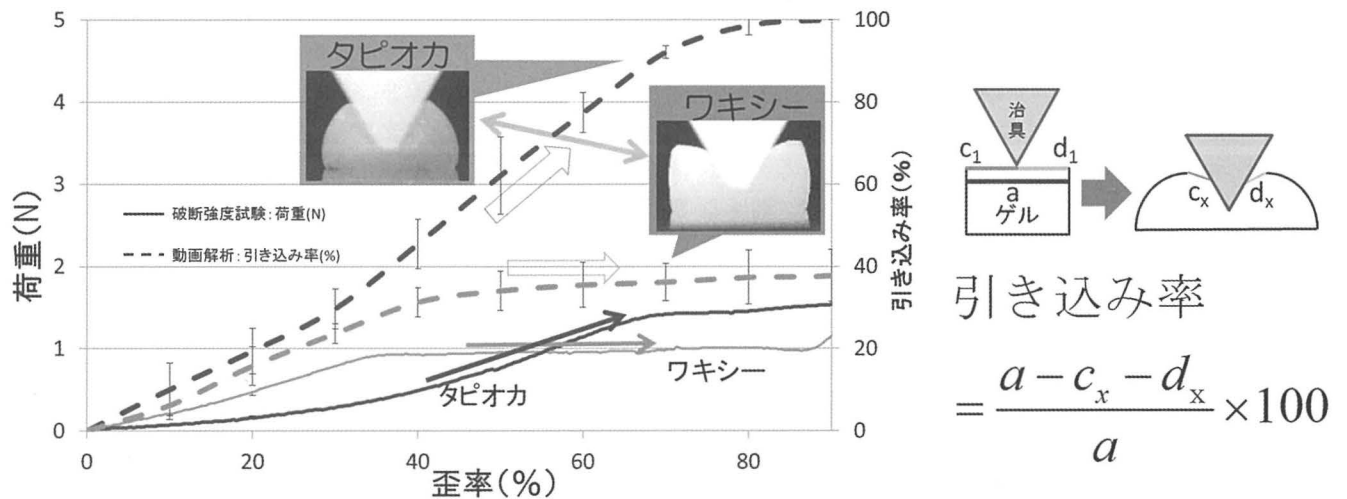 5
4
3
2
1
0
荷重(N)
0
20
40
60
80
歪率(%)
100
80
60
40
20
0
引き込み率(%)
タピオカ
ワキシー
破断強度試験:荷重(N)
動画解析:引き込み率(%)
タピオカ
ワキシー
治具
c1 d1
a
ゲル
cx dx
引き込み率
= (a − cx − dx) / a × 100